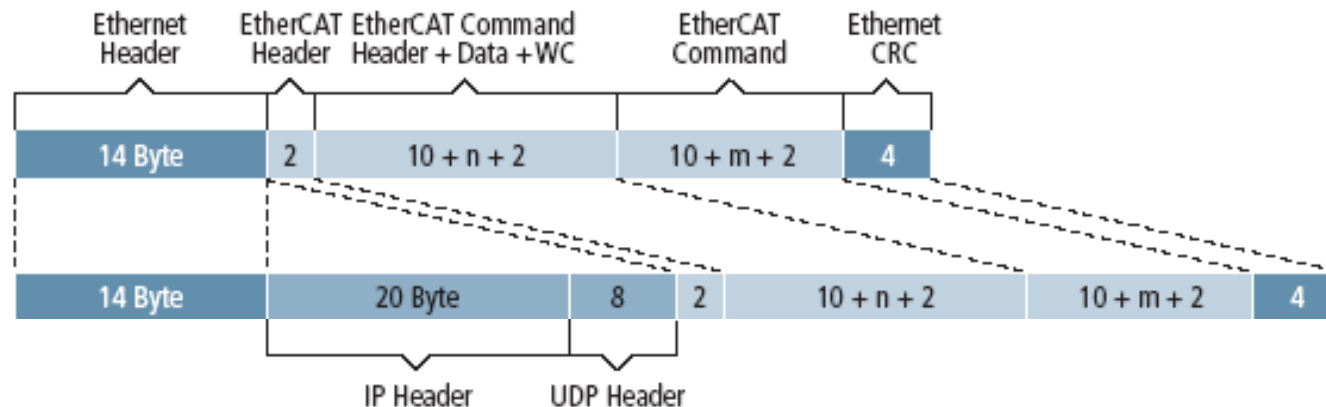 Ethernet Header
EtherCAT Header
EtherCAT Command Header + Data + WC
EtherCAT Command
Ethernet CRC
14 Byte
2
10 + n + 2
10 + m + 2
4
14 Byte
20 Byte
8
2
10 + n + 2
10 + m + 2
4
IP Header
UDP Header